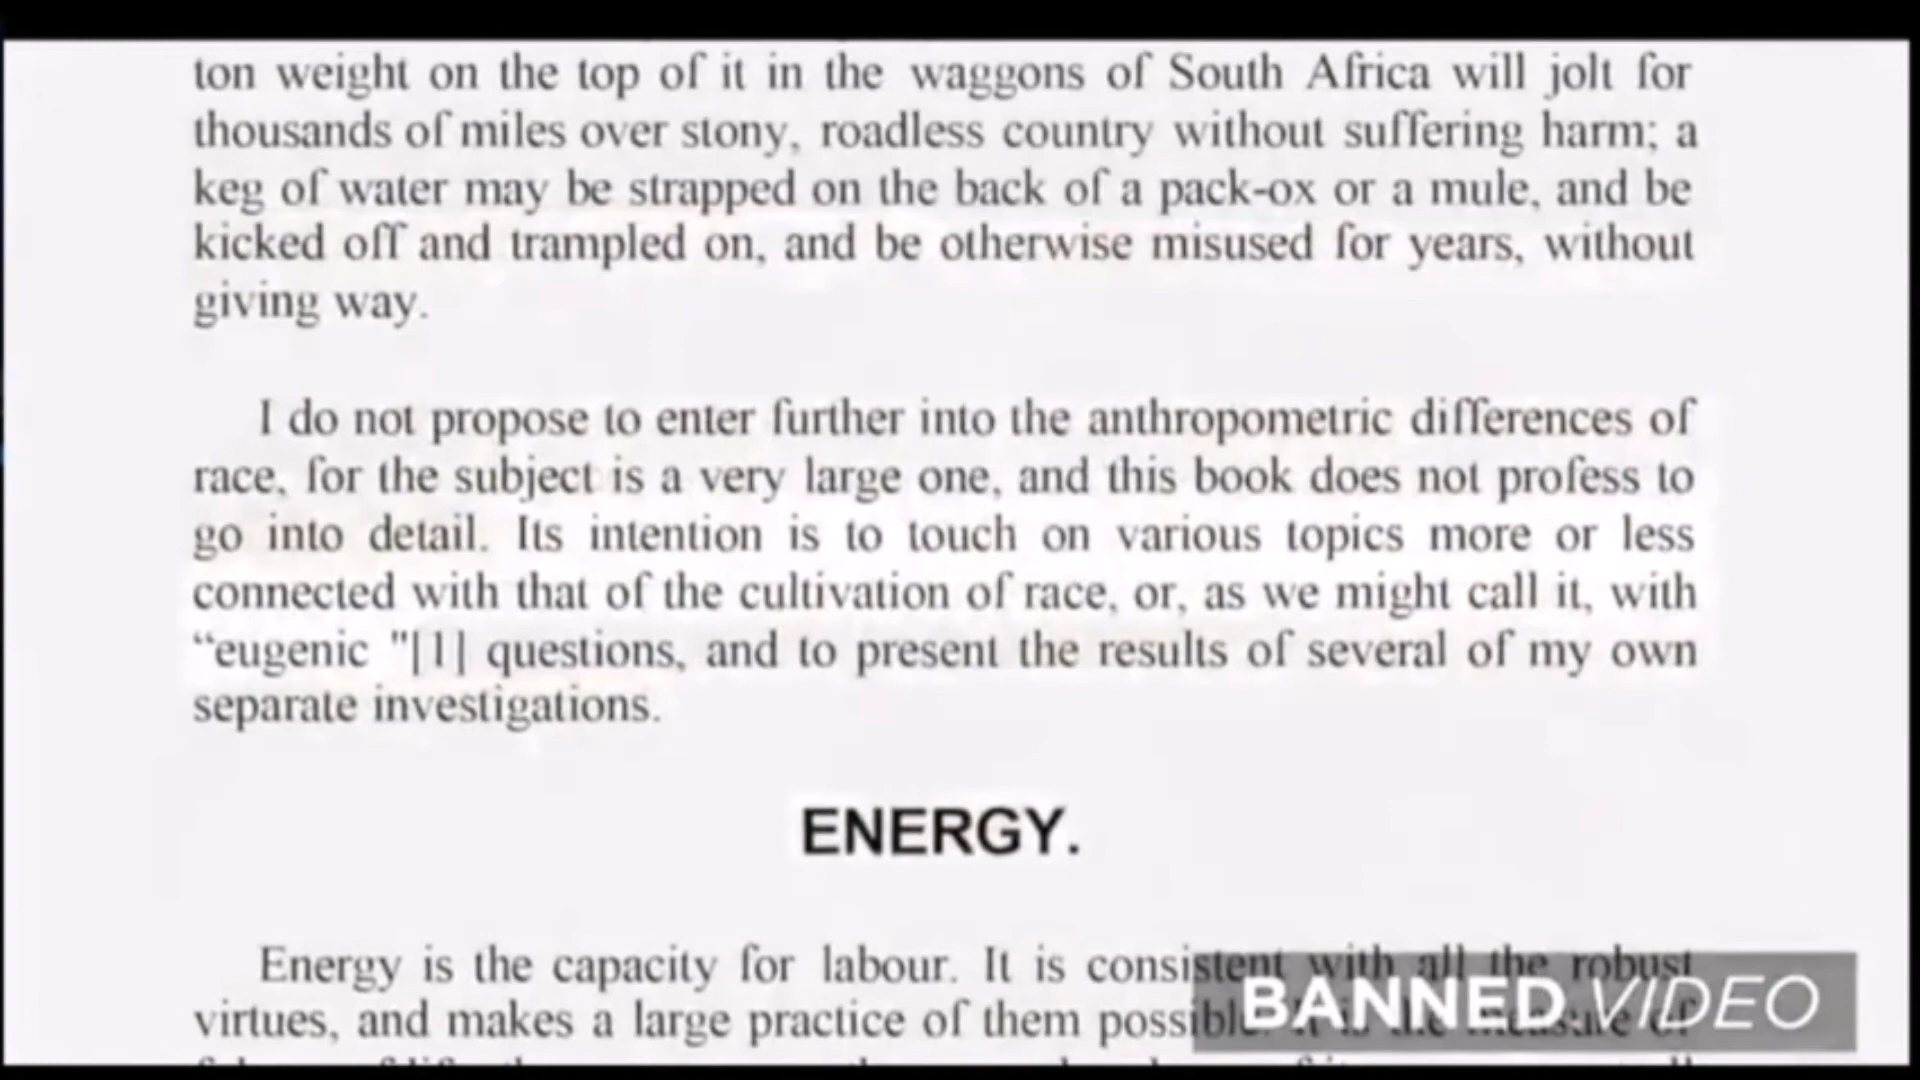 ton weight on the top of it in the waggons of South Africa will jolt for
thousands of miles over stony, roadless country without suffering harm; a
keg of water may be strapped on the back of a pack-ox or a mule, and be
kicked off and trampled on, and be otherwise misused for years, without
giving way.
I do not propose to enter further into the anthropometric differences of
race, for the subject is a very large one, and this book does not profess to
go into detail. Its intention is to touch on various topics more or less
connected with that of the cultivation of race, or, as we might call it, with
“eugenic "[1] questions, and to present the results of several of my own
separate investigations.
ENERGY.
Energy is the capacity for labour. It is consistent with all the robust
virtues, and makes a large practice of them possible. It is the measure of
BANNED VIDEO